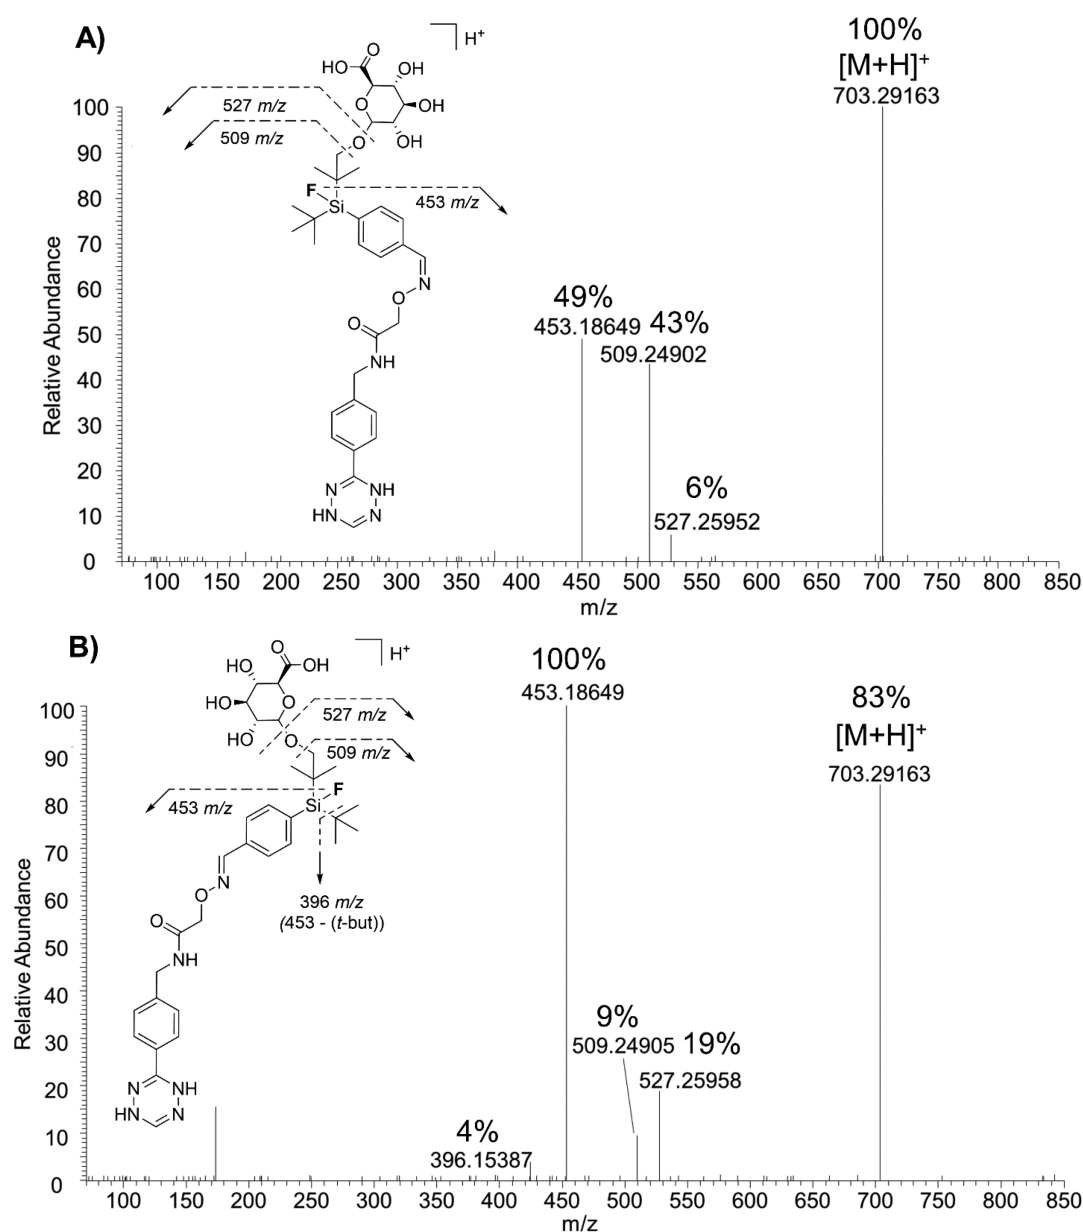 A)
H+
100%
[M+H]+
703.29163
O
HO
OH
O
OH
OH
O
527 m/z
509 m/z
F
Si
453 m/z
N
O
O
NH
N
NH
HN
N
49%
453.18649
43%
509.24902
6%
527.25952
Relative Abundance
100
90
80
70
60
50
40
30
20
10
0
100
150
200
250
300
350
400
450
500
550
600
650
700
750
800
850
m/z
B)
H+
O
HO
OH
HO
O
HO
O
527 m/z
509 m/z
F
Si
453 m/z
N
O
396 m/z
(453 - (t-but))
O
NH
N
NH
HN
N
100%
453.18649
83%
[M+H]+
703.29163
9%
509.24905
19%
527.25958
4%
396.15387
Relative Abundance
100
90
80
70
60
50
40
30
20
10
0
100
150
200
250
300
350
400
450
500
550
600
650
700
750
800
850
m/z